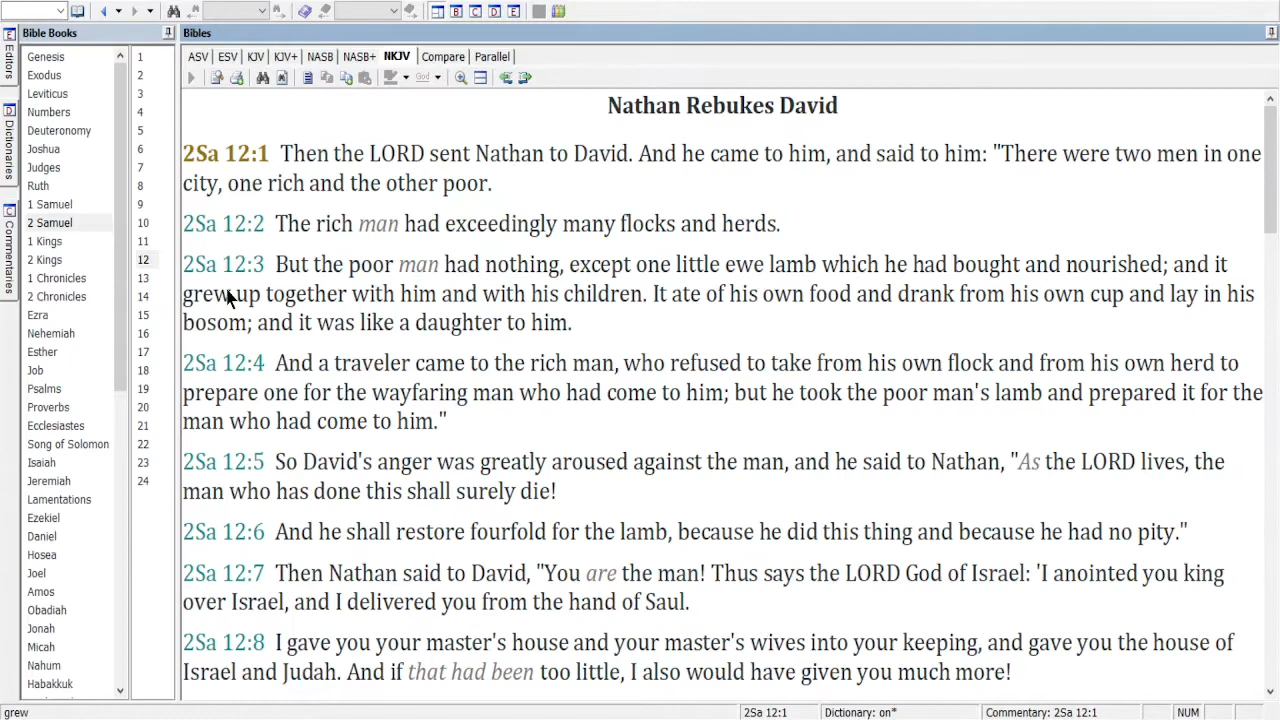 Bible Books
Bibles
Editors
Dictionaries
Commentaries
Genesis
Exodus
Leviticus
Numbers
Deuteronomy
Joshua
Judges
Ruth
1 Samuel
2 Samuel
1 Kings
2 Kings
1 Chronicles
2 Chronicles
Ezra
Nehemiah
Esther
Job
Psalms
Proverbs
Ecclesiastes
Song of Solomon
Isaiah
Jeremiah
Lamentations
Ezekiel
Daniel
Hosea
Joel
Amos
Obadiah
Jonah
Micah
Nahum
Habakkuk
1
2
3
4
5
6
7
8
9
10
11
12
13
14
15
16
17
18
19
20
21
22
23
24
ASV ESV KJV KJV+ NASB NASB+ NKJV Compare Parallel
Nathan Rebukes David
2Sa 12:1 Then the LORD sent Nathan to David. And he came to him, and said to him: "There were two men in one
city, one rich and the other poor.
2Sa 12:2 The rich man had exceedingly many flocks and herds.
2Sa 12:3 But the poor man had nothing, except one little ewe lamb which he had bought and nourished; and it
grew up together with him and with his children. It ate of his own food and drank from his own cup and lay in his
bosom; and it was like a daughter to him.
2Sa 12:4 And a traveler came to the rich man, who refused to take from his own flock and from his own herd to
prepare one for the wayfaring man who had come to him; but he took the poor man's lamb and prepared it for the
man who had come to him."
2Sa 12:5 So David's anger was greatly aroused against the man, and he said to Nathan, "As the LORD lives, the
man who has done this shall surely die!
2Sa 12:6 And he shall restore fourfold for the lamb, because he did this thing and because he had no pity."
2Sa 12:7 Then Nathan said to David, "You are the man! Thus says the LORD God of Israel: 'I anointed you king
over Israel, and I delivered you from the hand of Saul.
2Sa 12:8 I gave you your master's house and your master's wives into your keeping, and gave you the house of
Israel and Judah. And if that had been too little, I also would have given you much more!
grew
2Sa 12:1 Dictionary: on* Commentary: 2Sa 12:1 NUM